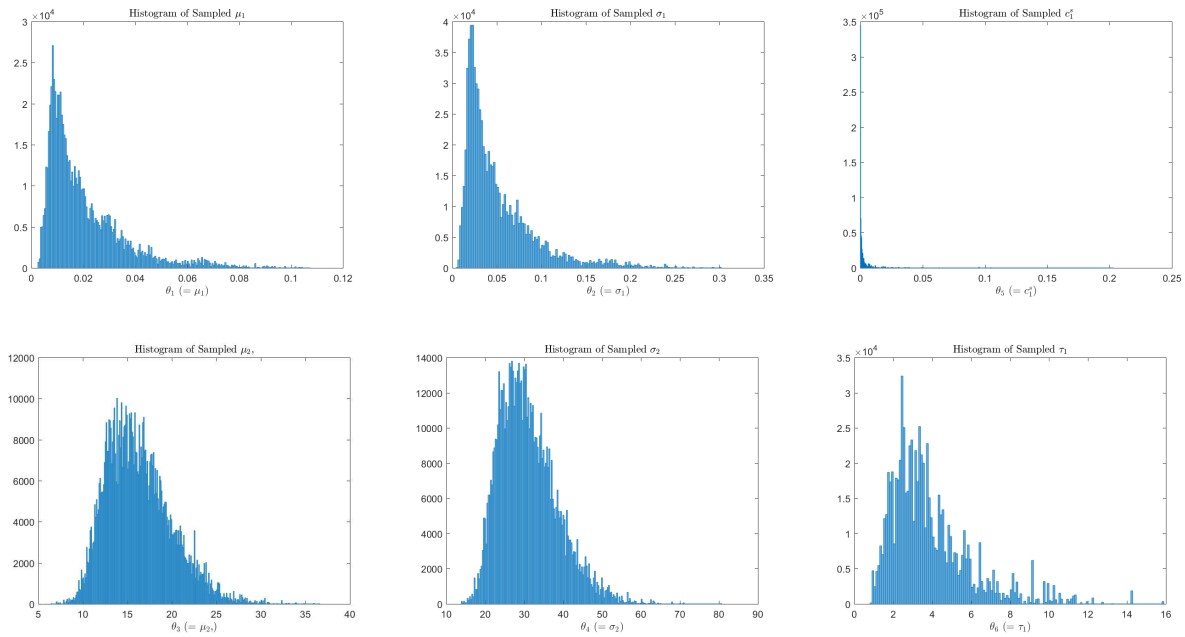 Histogram of Sampled μ₁
×10⁴
3
2.5
2
1.5
1
0.5
0
0 0.02 0.04 0.06 0.08 0.1 0.12
θ₁ (= μ₁)
Histogram of Sampled σ₁
×10⁴
4
3.5
3
2.5
2
1.5
1
0.5
0
0 0.05 0.1 0.15 0.2 0.25 0.3 0.35
θ₂ (= σ₁)
Histogram of Sampled c₁ˢ
×10⁵
3.5
3
2.5
2
1.5
1
0.5
0
0 0.05 0.1 0.15 0.2 0.25
θ₅ (= c₁ˢ)
Histogram of Sampled μ₂,
12000
10000
8000
6000
4000
2000
0
5 10 15 20 25 30 35 40
θ₃ (= μ₂,)
Histogram of Sampled σ₂
14000
12000
10000
8000
6000
4000
2000
0
10 20 30 40 50 60 70 80 90
θ₄ (= σ₂)
Histogram of Sampled τ₁
×10⁴
3.5
3
2.5
2
1.5
1
0.5
0
0 2 4 6 8 10 12 14 16
θ₆ (= τ₁)